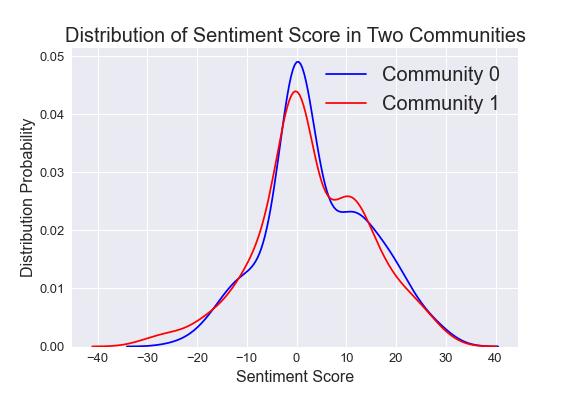 Distribution of Sentiment Score in Two Communities
Community 0
Community 1
Distribution Probability
0.05
0.04
0.03
0.02
0.01
0.00
−40 −30 −20 −10 0 10 20 30 40
Sentiment Score